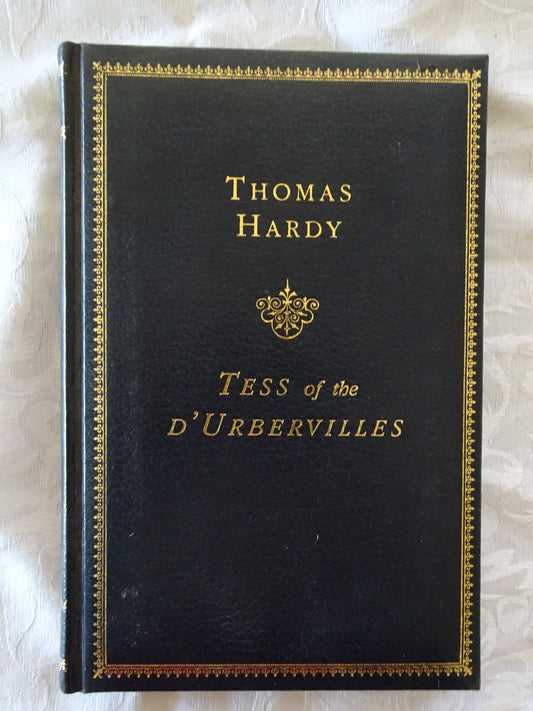 THOMAS
HARDY
TESS of the
D'URBERVILLES